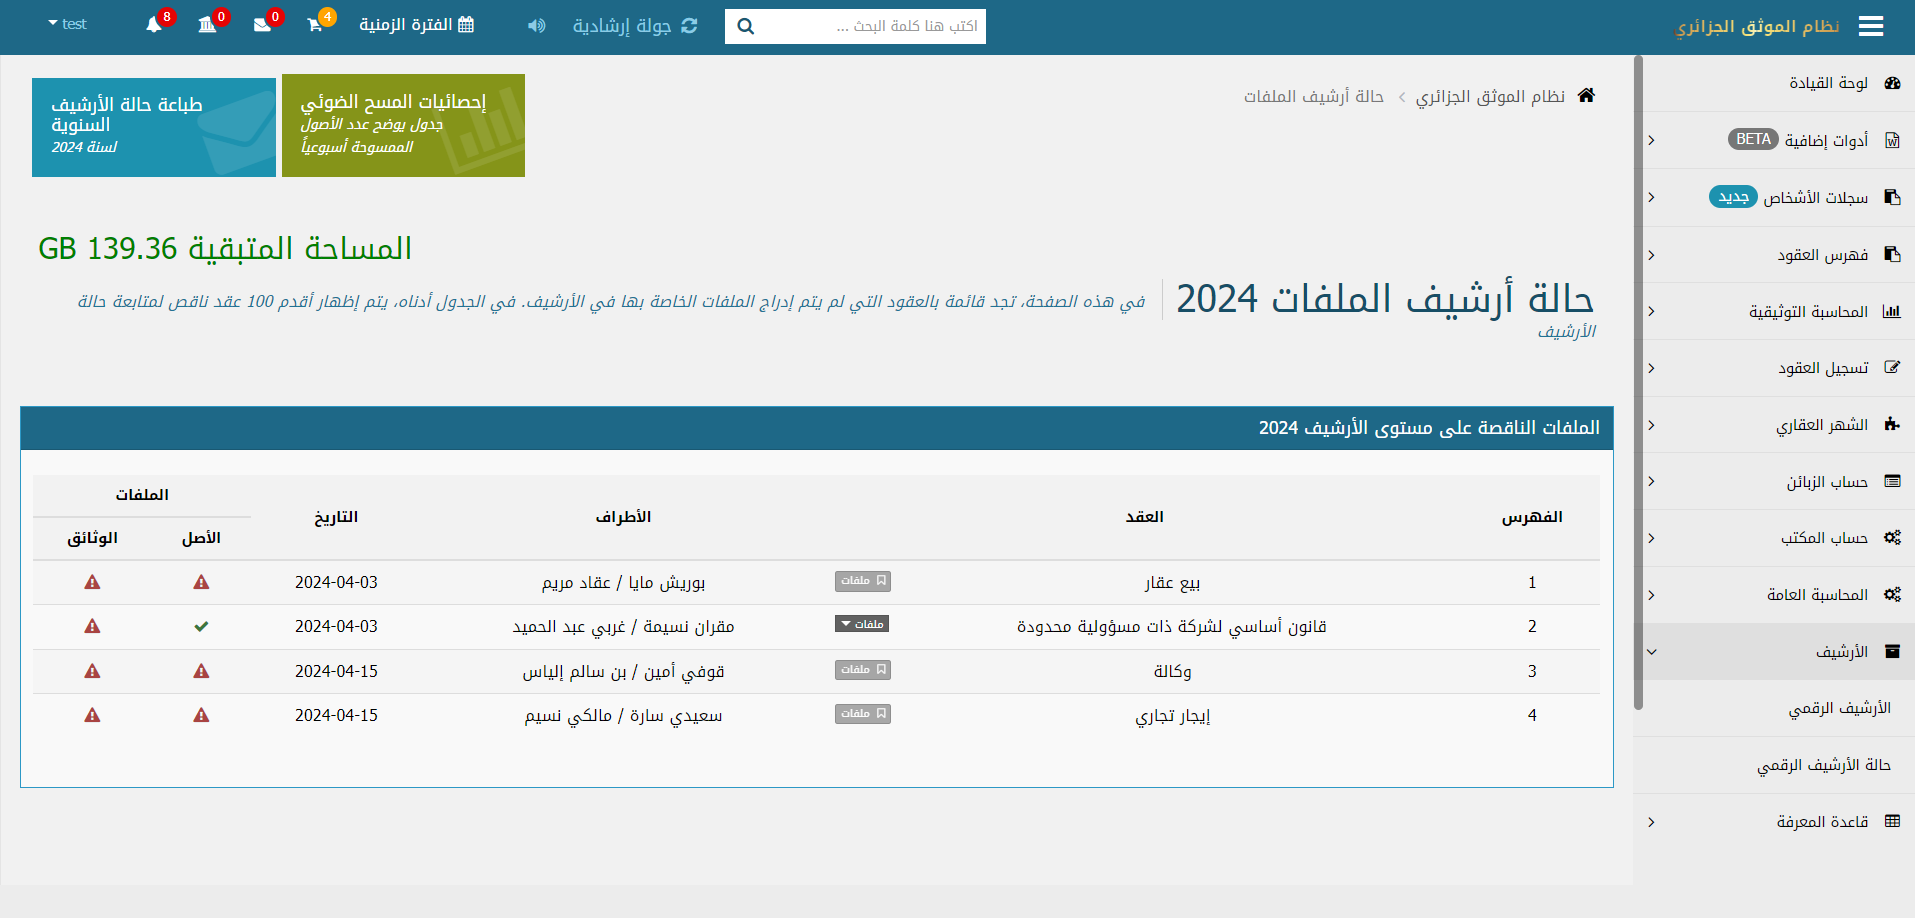 نظام الموثق الجزائري
اكتب هنا كلمة البحث ...
جولة إرشادية
الفترة الزمنية
4
0
0
8
test
لوحة القيادة
أدوات إضافية BETA
سجلات الأشخاص جديد
فهرس العقود
المحاسبة التوثيقية
تسجيل العقود
الشهر العقاري
حساب الزبائن
حساب المكتب
المحاسبة العامة
الأرشيف
الأرشيف الرقمي
حالة الأرشيف الرقمي
قاعدة المعرفة
نظام الموثق الجزائري > حالة أرشيف الملفات
إحصائيات المسح الضوئي
جدول يوضح عدد الأصول
الممسوحة أسبوعياً
طباعة حالة الأرشيف
السنوية
لسنة 2024
المساحة المتبقية 139.36 GB
حالة أرشيف الملفات 2024
في هذه الصفحة، تجد قائمة بالعقود التي لم يتم إدراج الملفات الخاصة بها في الأرشيف. في الجدول أدناه، يتم إظهار أقدم 100 عقد ناقص لمتابعة حالة
الأرشيف
الملفات الناقصة على مستوى الأرشيف 2024
الفهرس العقد الأطراف التاريخ الملفات
الأصل الوثائق
1 بيع عقار ملفات بوريش مايا / عقاد مريم 2024-04-03
2 قانون أساسي لشركة ذات مسؤولية محدودة ملفات مقران نسيمة / غربي عبد الحميد 2024-04-03
3 وكالة ملفات قوفي أمين / بن سالم إلياس 2024-04-15
4 إيجار تجاري ملفات سعيدي سارة / مالكي نسيم 2024-04-15